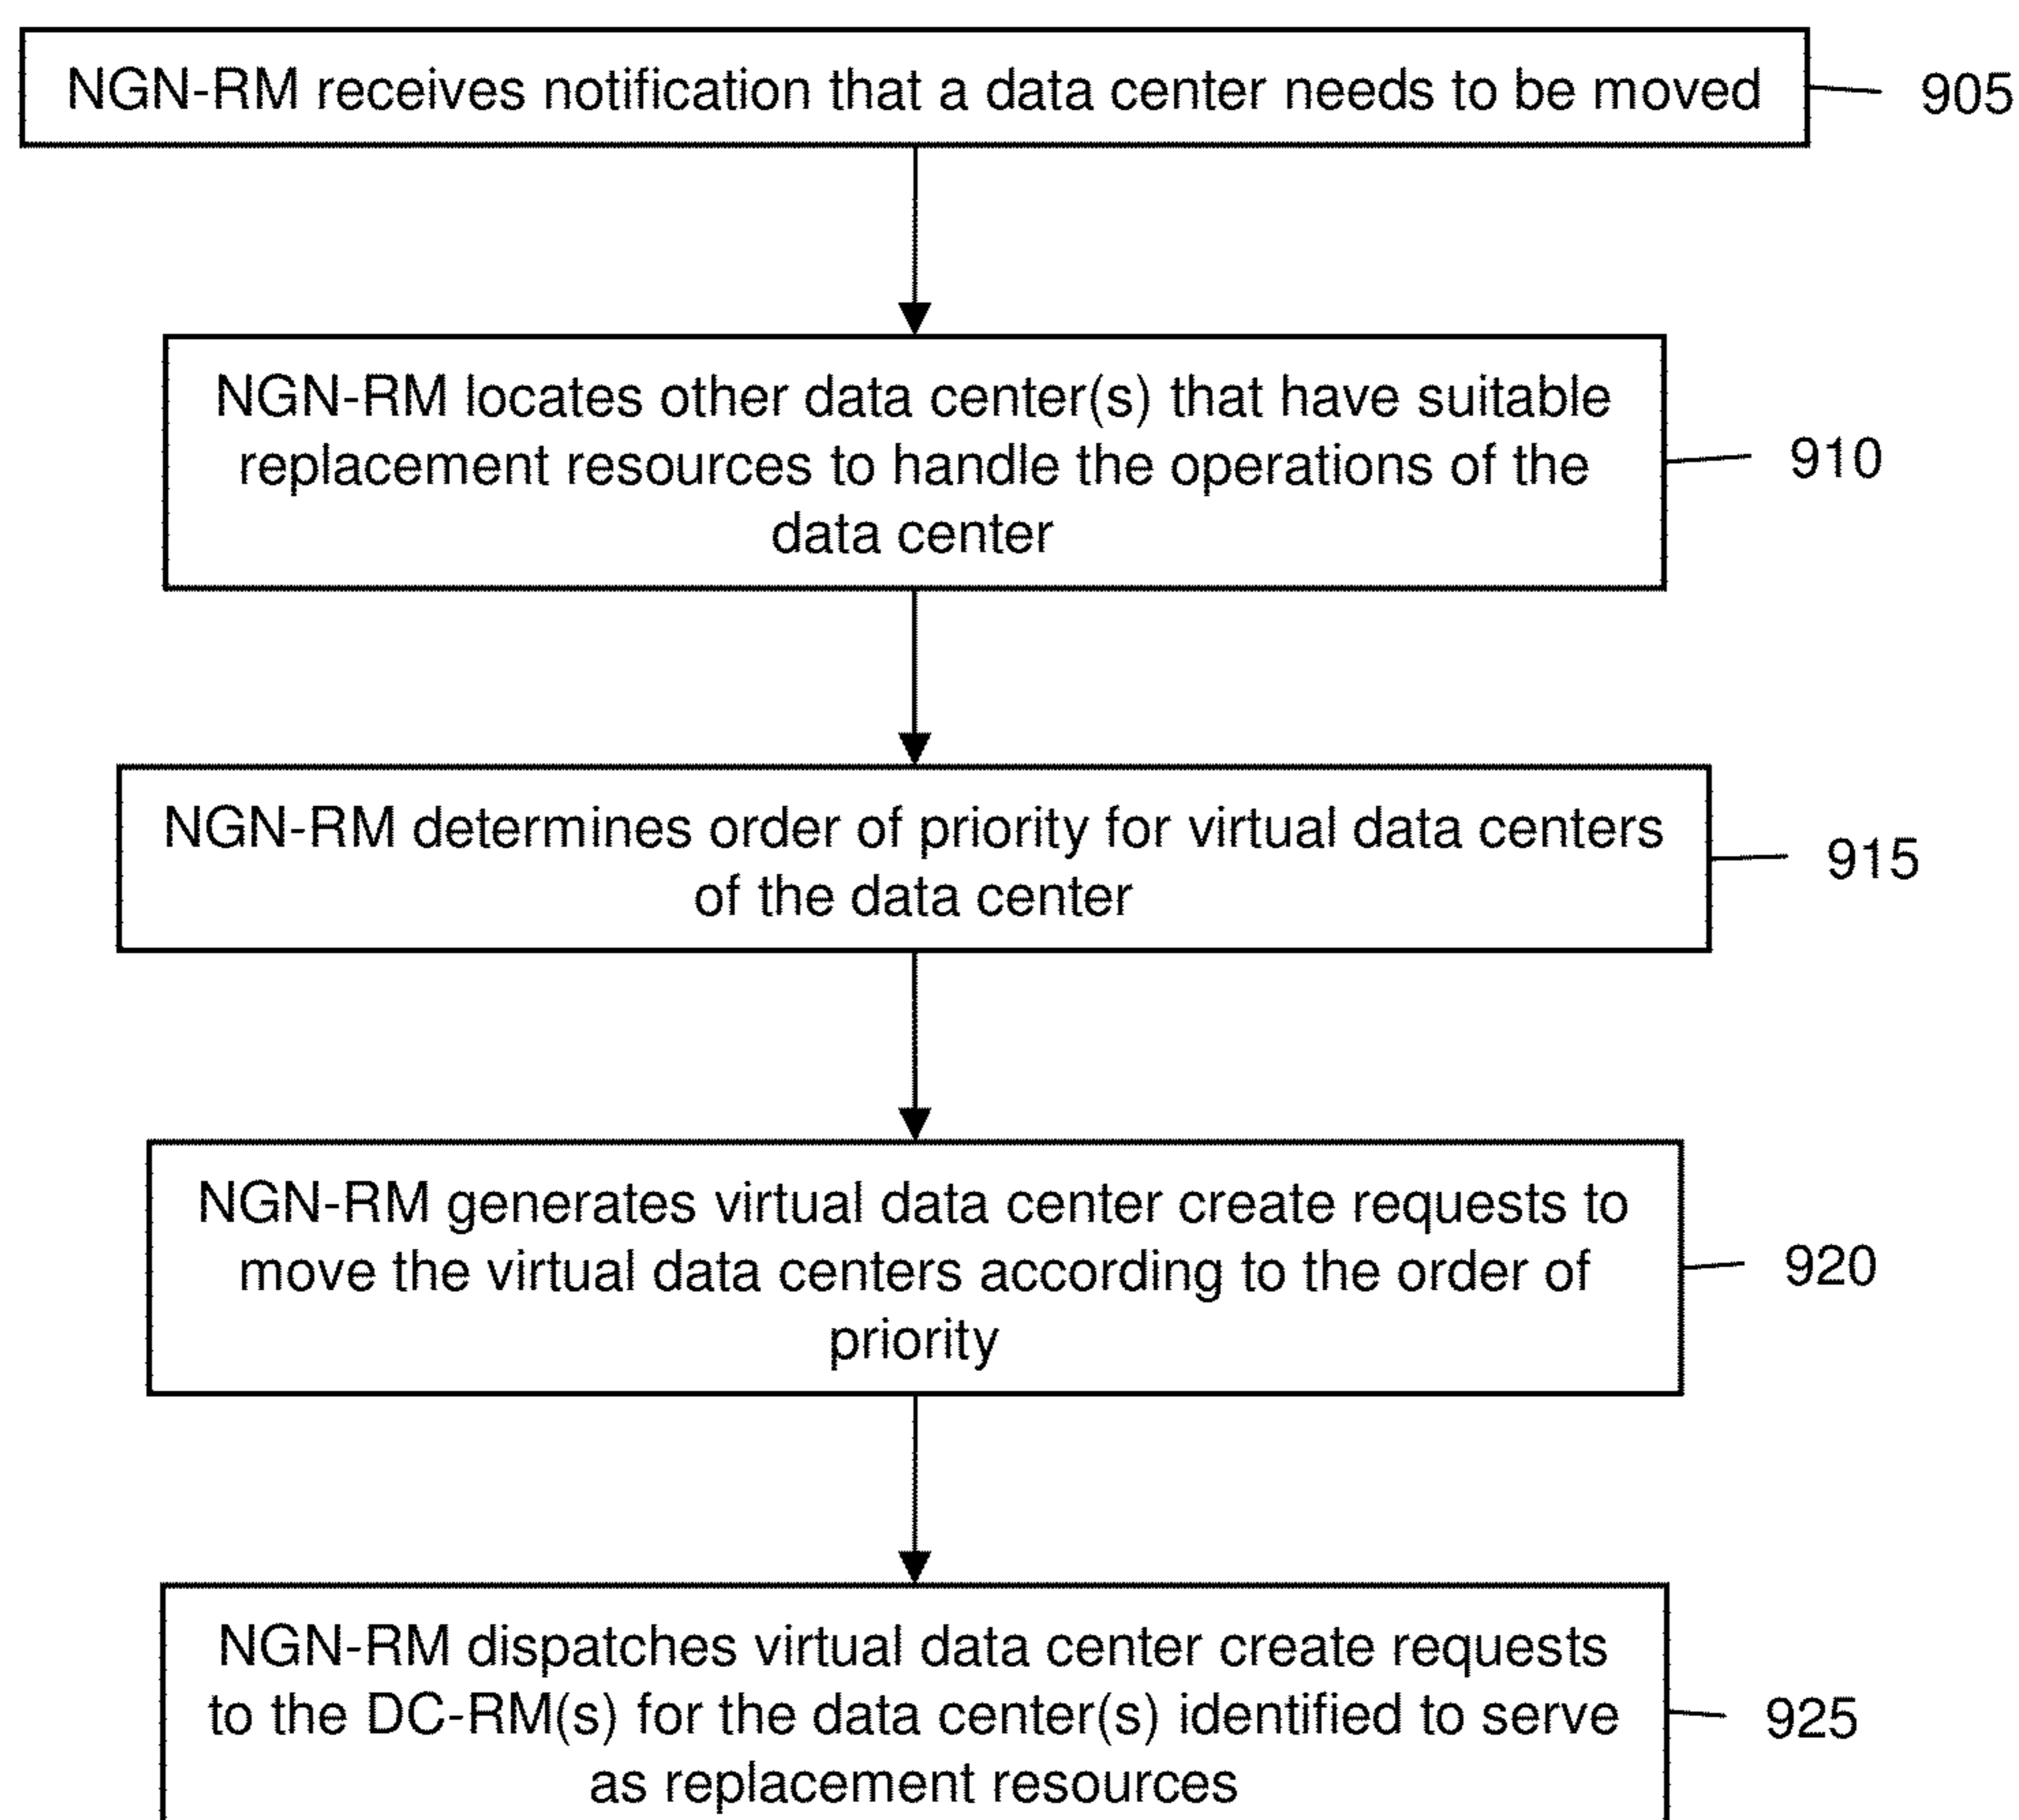 NGN-RM receives notification that a data center needs to be moved
905
NGN-RM locates other data center(s) that have suitable
replacement resources to handle the operations of the
data center
910
NGN-RM determines order of priority for virtual data centers
of the data center
915
NGN-RM generates virtual data center create requests to
move the virtual data centers according to the order of
priority
920
NGN-RM dispatches virtual data center create requests
to the DC-RM(s) for the data center(s) identified to serve
as replacement resources
925